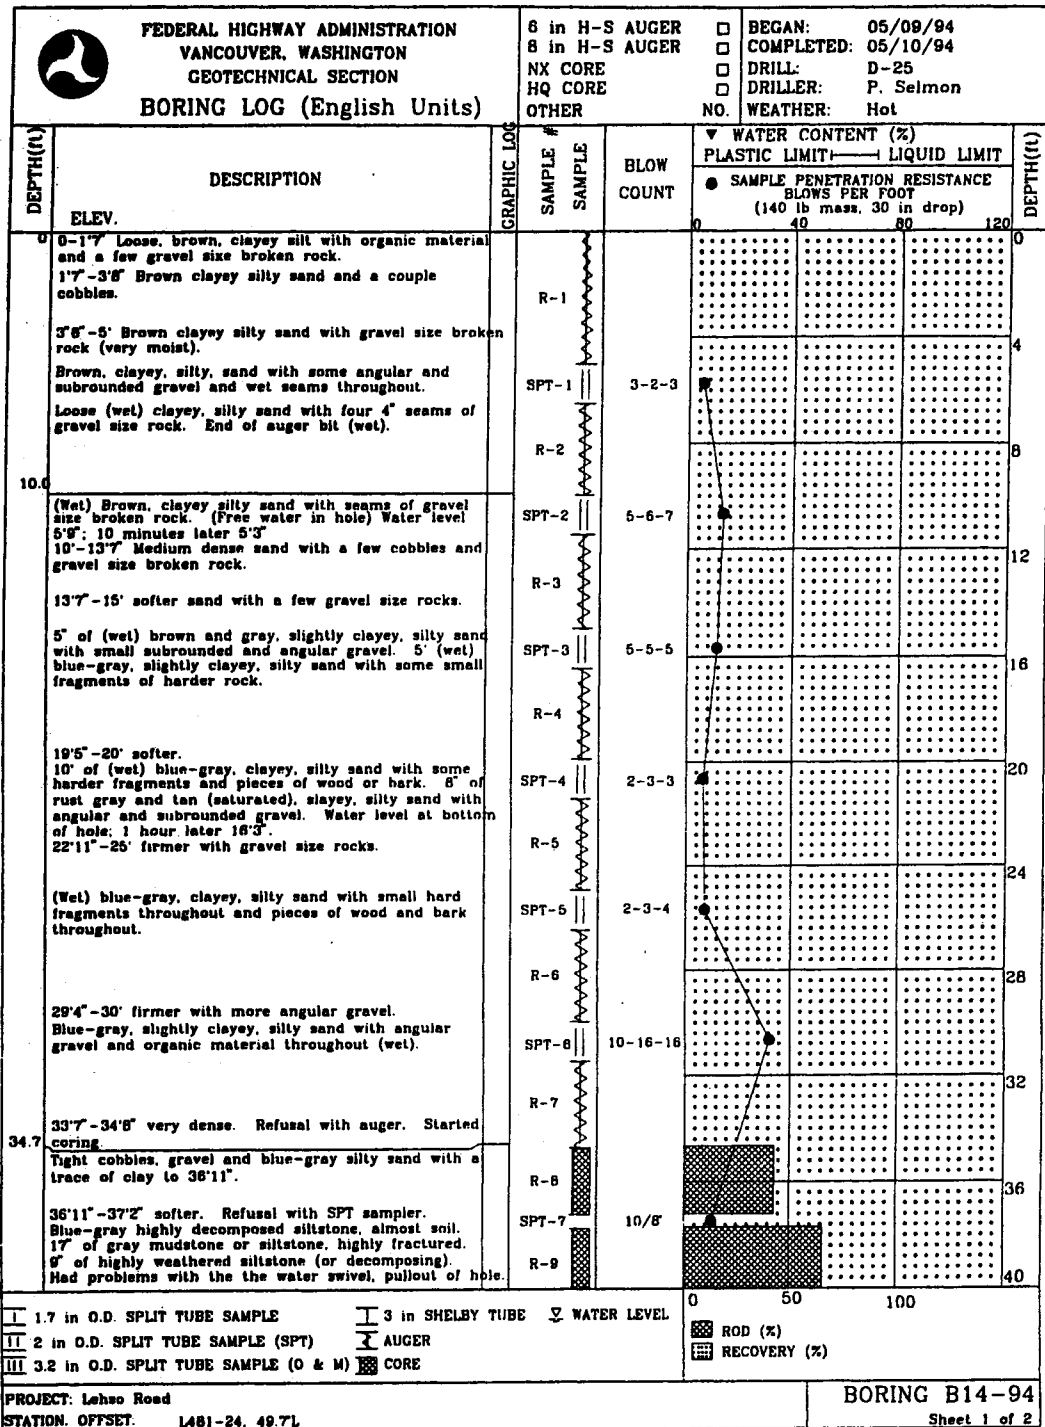 FEDERAL HIGHWAY ADMINISTRATION
VANCOUVER, WASHINGTON
GEOTECHNICAL SECTION
BORING LOG (English Units)
6 in H-S AUGER
8 in H-S AUGER
NX CORE
HQ CORE
OTHER NO.
BEGAN: 05/09/94
COMPLETED: 05/10/94
DRILL: D-25
DRILLER: P. Selmon
WEATHER: Hot
DEPTH(ft)
DESCRIPTION
ELEV.
GRAPHIC LOG
SAMPLE #
SAMPLE
BLOW
COUNT
▼ WATER CONTENT (%)
PLASTIC LIMIT LIQUID LIMIT
● SAMPLE PENETRATION RESISTANCE
BLOWS PER FOOT
(140 lb mass, 30 in drop)
0 40 80 120
DEPTH(ft)
0
0-1'7" Loose, brown, clayey silt with organic material
and a few gravel size broken rock.
1'7"-3'8" Brown clayey silty sand and a couple
cobbles.
3"8"-5' Brown clayey silty sand with gravel size broken
rock (very moist).
Brown, clayey, silty, sand with some angular and
subrounded gravel and wet seams throughout.
Loose (wet) clayey, silty sand with four 4" seams of
gravel size rock. End of auger bit (wet).
10.0
(Wet) Brown, clayey silty sand with seams of gravel
size broken rock. (Free water in hole) Water level
5'9"; 10 minutes later 5'3"
10'-13'7" Medium dense sand with a few cobbles and
gravel size broken rock.
13'7"-15' softer sand with a few gravel size rocks.
5" of (wet) brown and gray, slightly clayey, silty sand
with small subrounded and angular gravel. 5' (wet)
blue-gray, slightly clayey, silty sand with some small
fragments of harder rock.
19'5"-20' softer.
10' of (wet) blue-gray, clayey, silty sand with some
harder fragments and pieces of wood or bark. 8" of
rust gray and tan (saturated), slayey, silty sand with
angular and subrounded gravel. Water level at bottom
of hole; 1 hour later 16'3".
22'11"-25' firmer with gravel size rocks.
(Wet) blue-gray, clayey, silty sand with small hard
fragments throughout and pieces of wood and bark
throughout.
29'4"-30' firmer with more angular gravel.
Blue-gray, slightly clayey, silty sand with angular
gravel and organic material throughout (wet).
33'7"-34'8" very dense. Refusal with auger. Started
34.7 coring.
Tight cobbles, gravel and blue-gray silty sand with a
trace of clay to 36'11".
36'11"-37'2" softer. Refusal with SPT sampler.
Blue-gray highly decomposed siltstone, almost soil.
17" of gray mudstone or siltstone, highly fractured.
9" of highly weathered siltstone (or decomposing).
Had problems with the the water swivel, pullout of hole.
R-1
SPT-1 3-2-3
R-2
SPT-2 5-6-7
R-3
SPT-3 5-5-5
R-4
SPT-4 2-3-3
R-5
SPT-5 2-3-4
R-6
SPT-6 10-16-16
R-7
R-8
SPT-7 10/8"
R-9
0
4
8
12
16
20
24
28
32
36
40
0 50 100
1.7 in O.D. SPLIT TUBE SAMPLE
2 in O.D. SPLIT TUBE SAMPLE (SPT)
3.2 in O.D. SPLIT TUBE SAMPLE (O & M)
3 in SHELBY TUBE
AUGER
CORE
WATER LEVEL
RQD (%)
RECOVERY (%)
PROJECT: Lehso Road
STATION. OFFSET: L481-24, 49.7L
BORING B14-94
Sheet 1 of 2